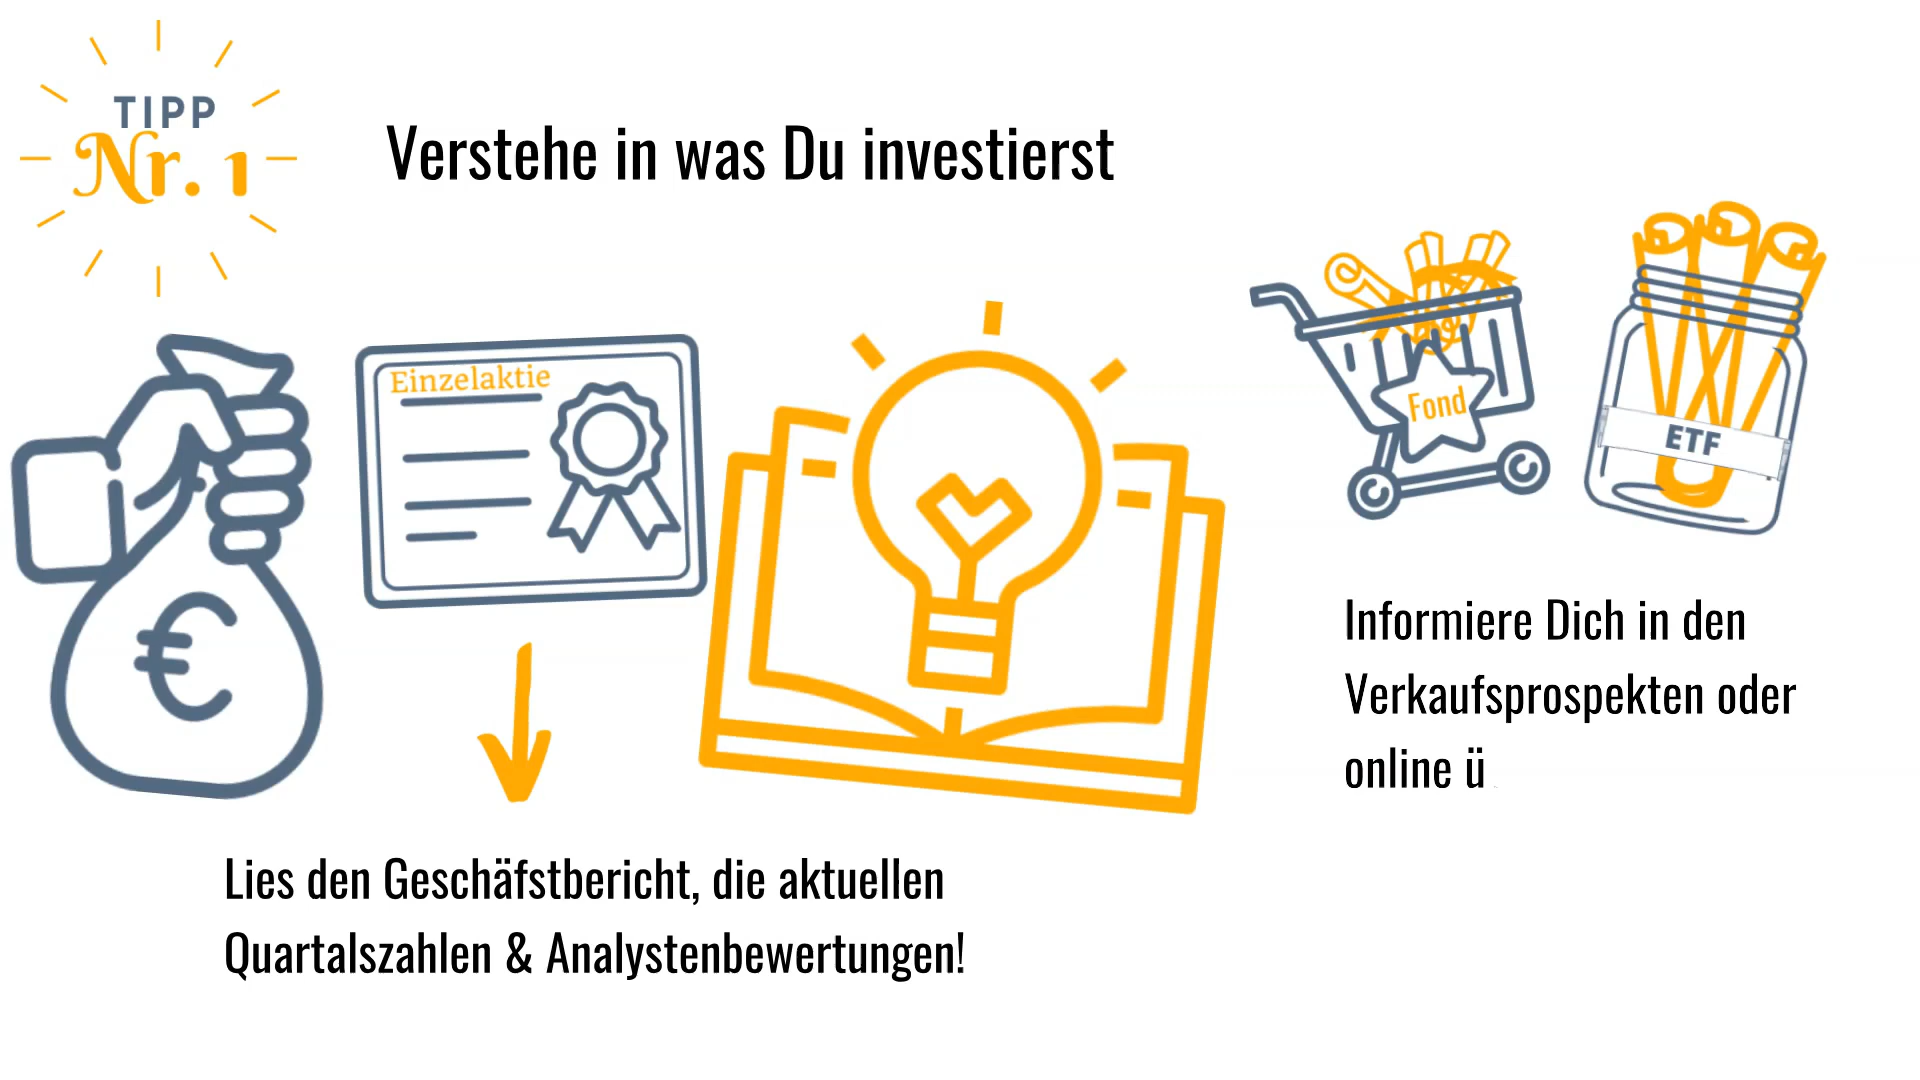 TIPP
Nr. 1
Verstehe in was Du investierst
Einzelaktie
€
Fond
ETF
Informiere Dich in den
Verkaufsprospekten oder
online ü
Lies den Geschäfstbericht, die aktuellen
Quartalszahlen & Analystenbewertungen!